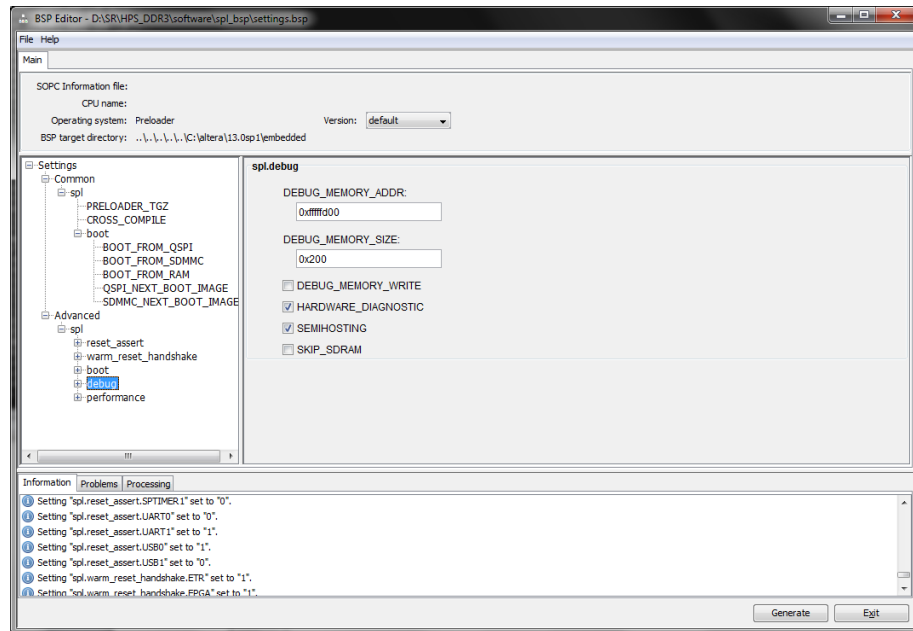 BSP Editor - D:\SR\HPS_DDR3\software\spl_bsp\settings.bsp
File Help
Main
SOPC Information file:
CPU name:
Operating system: Preloader Version: default
BSP target directory: ..\..\..\..\..\C:\altera\13.0sp1\embedded
Settings
Common
spl
PRELOADER_TGZ
CROSS_COMPILE
boot
BOOT_FROM_QSPI
BOOT_FROM_SDMMC
BOOT_FROM_RAM
QSPI_NEXT_BOOT_IMAGE
SDMMC_NEXT_BOOT_IMAGE
Advanced
spl
reset_assert
warm_reset_handshake
boot
debug
performance
spl.debug
DEBUG_MEMORY_ADDR:
0xfffffd00
DEBUG_MEMORY_SIZE:
0x200
DEBUG_MEMORY_WRITE
HARDWARE_DIAGNOSTIC
SEMIHOSTING
SKIP_SDRAM
Information Problems Processing
Setting "spl.reset_assert.SPTIMER1" set to "0".
Setting "spl.reset_assert.UART0" set to "0".
Setting "spl.reset_assert.UART1" set to "1".
Setting "spl.reset_assert.USB0" set to "1".
Setting "spl.reset_assert.USB1" set to "0".
Setting "spl.warm_reset_handshake.ETR" set to "1".
Setting "spl.warm_reset_handshake.FPGA" set to "1".
Generate Exit